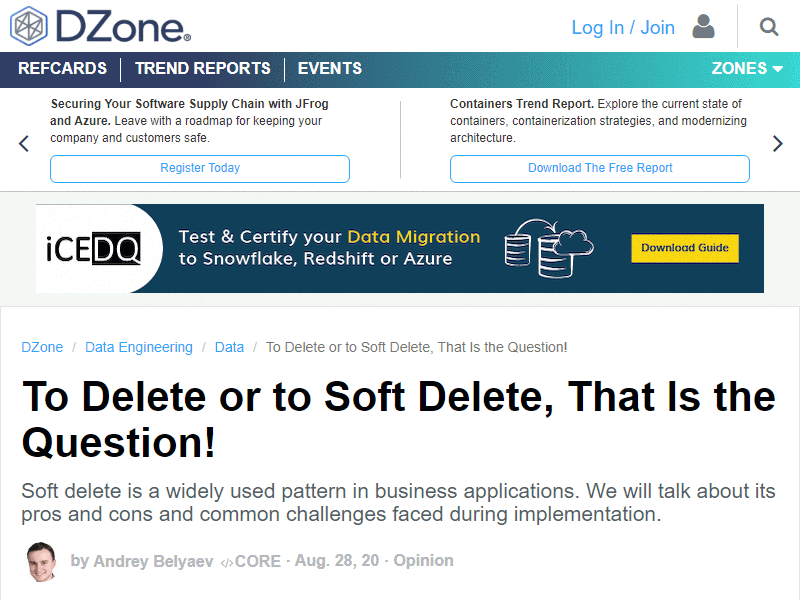 DZone®
Log In / Join
REFCARDS TREND REPORTS EVENTS ZONES
Securing Your Software Supply Chain with JFrog
and Azure. Leave with a roadmap for keeping your
company and customers safe.
Register Today
Containers Trend Report. Explore the current state of
containers, containerization strategies, and modernizing
architecture.
Download The Free Report
iCEDQ
Test & Certify your Data Migration
to Snowflake, Redshift or Azure
Download Guide
DZone / Data Engineering / Data / To Delete or to Soft Delete, That Is the Question!
To Delete or to Soft Delete, That Is the
Question!
Soft delete is a widely used pattern in business applications. We will talk about its
pros and cons and common challenges faced during implementation.
by Andrey Belyaev </>CORE · Aug. 28, 20 · Opinion